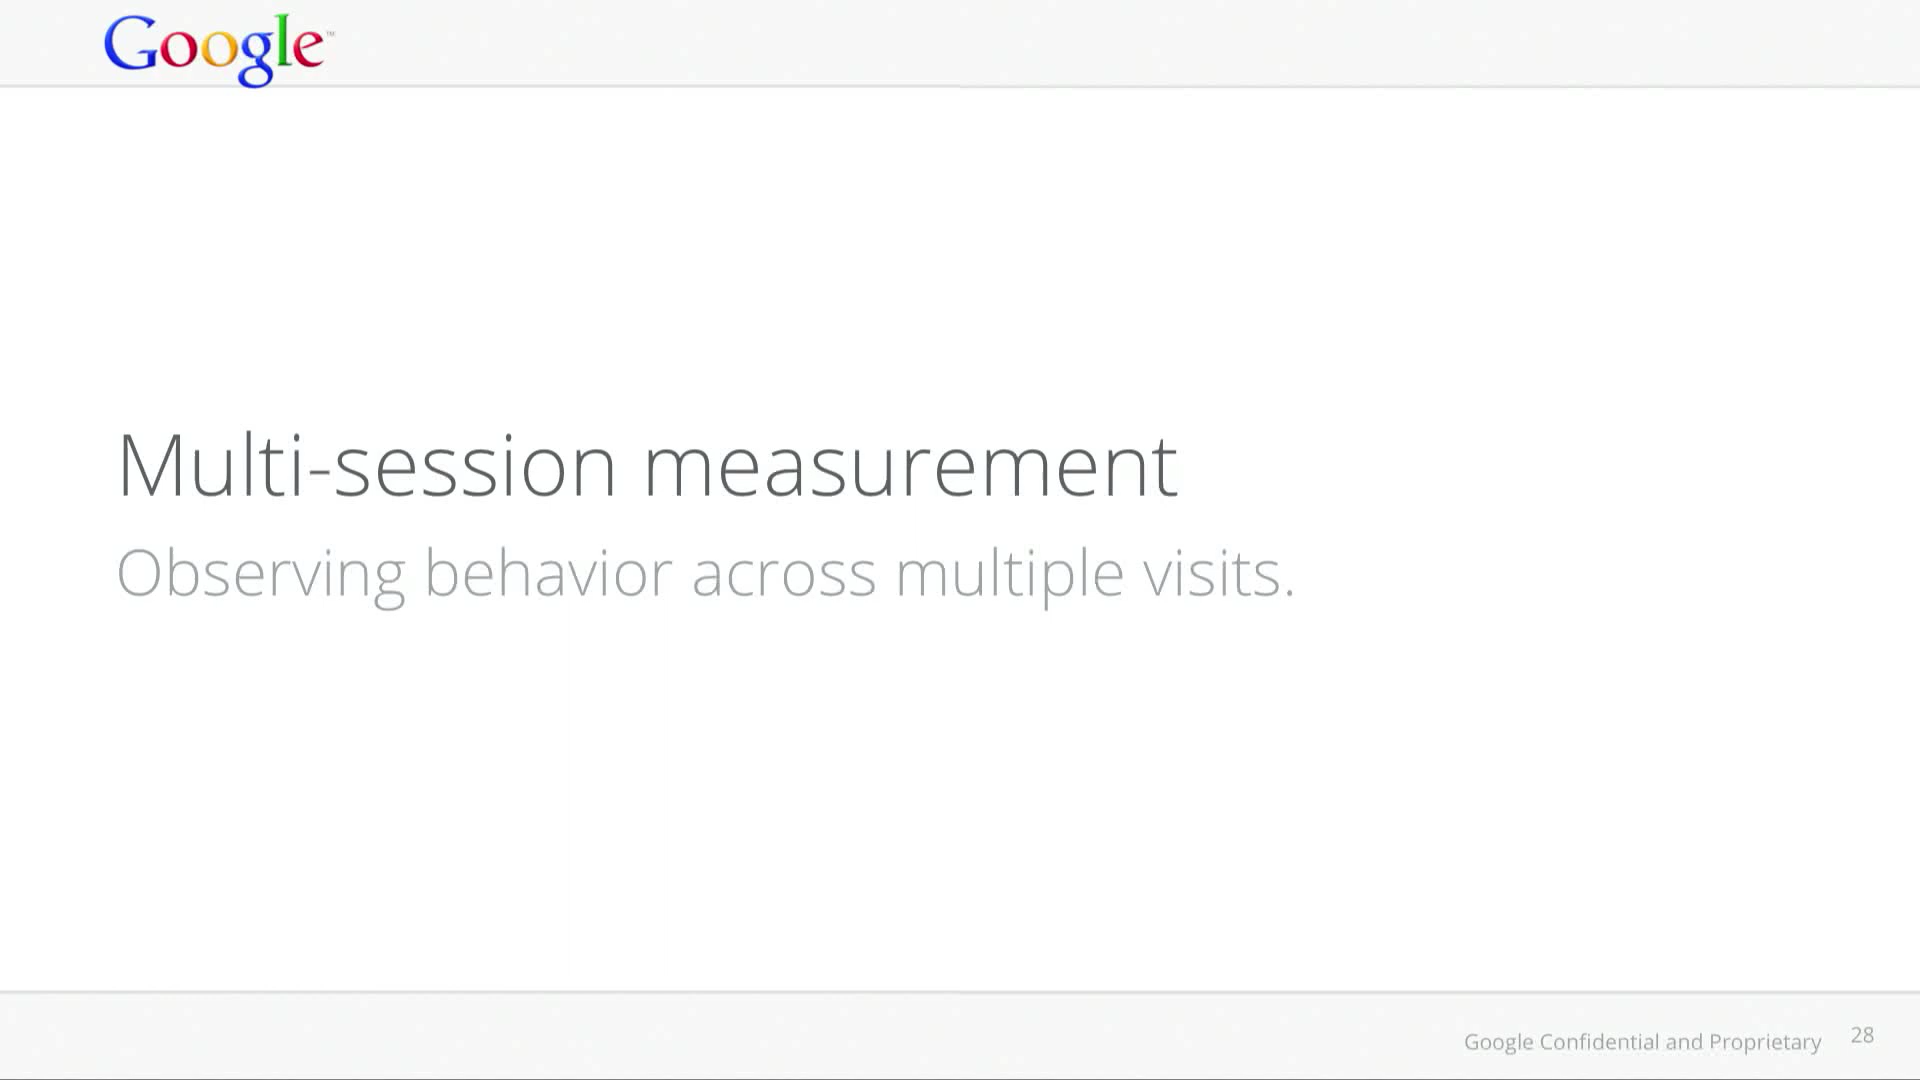 Google™
Multi-session measurement
Observing behavior across multiple visits.
Google Confidential and Proprietary 28